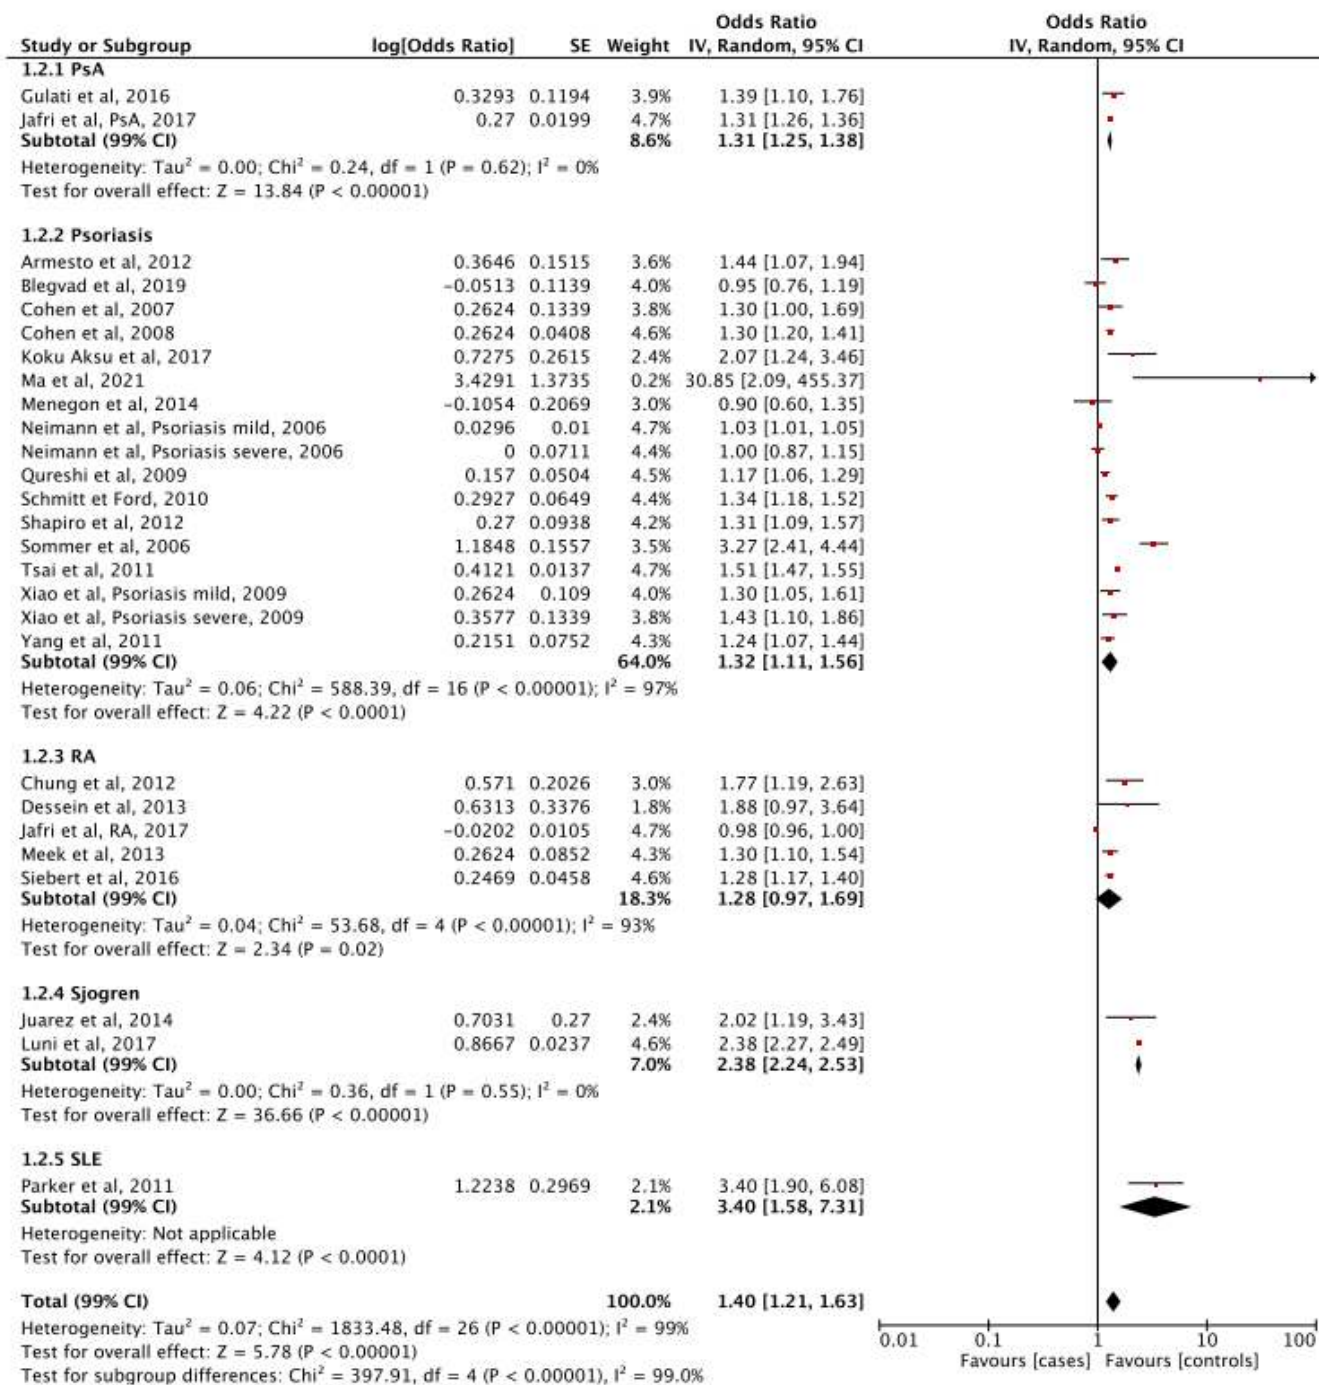 Odds Ratio Odds Ratio
Study or Subgroup log[Odds Ratio] SE Weight IV, Random, 95% CI IV, Random, 95% CI
1.2.1 PsA
Gulati et al, 2016 0.3293 0.1194 3.9% 1.39 [1.10, 1.76]
Jafri et al, PsA, 2017 0.27 0.0199 4.7% 1.31 [1.26, 1.36]
Subtotal (99% CI) 8.6% 1.31 [1.25, 1.38]
Heterogeneity: Tau² = 0.00; Chi² = 0.24, df = 1 (P = 0.62); I² = 0%
Test for overall effect: Z = 13.84 (P < 0.00001)
1.2.2 Psoriasis
Armesto et al, 2012 0.3646 0.1515 3.6% 1.44 [1.07, 1.94]
Blegvad et al, 2019 −0.0513 0.1139 4.0% 0.95 [0.76, 1.19]
Cohen et al, 2007 0.2624 0.1339 3.8% 1.30 [1.00, 1.69]
Cohen et al, 2008 0.2624 0.0408 4.6% 1.30 [1.20, 1.41]
Koku Aksu et al, 2017 0.7275 0.2615 2.4% 2.07 [1.24, 3.46]
Ma et al, 2021 3.4291 1.3735 0.2% 30.85 [2.09, 455.37]
Menegon et al, 2014 −0.1054 0.2069 3.0% 0.90 [0.60, 1.35]
Neimann et al, Psoriasis mild, 2006 0.0296 0.01 4.7% 1.03 [1.01, 1.05]
Neimann et al, Psoriasis severe, 2006 0 0.0711 4.4% 1.00 [0.87, 1.15]
Qureshi et al, 2009 0.157 0.0504 4.5% 1.17 [1.06, 1.29]
Schmitt et Ford, 2010 0.2927 0.0649 4.4% 1.34 [1.18, 1.52]
Shapiro et al, 2012 0.27 0.0938 4.2% 1.31 [1.09, 1.57]
Sommer et al, 2006 1.1848 0.1557 3.5% 3.27 [2.41, 4.44]
Tsai et al, 2011 0.4121 0.0137 4.7% 1.51 [1.47, 1.55]
Xiao et al, Psoriasis mild, 2009 0.2624 0.109 4.0% 1.30 [1.05, 1.61]
Xiao et al, Psoriasis severe, 2009 0.3577 0.1339 3.8% 1.43 [1.10, 1.86]
Yang et al, 2011 0.2151 0.0752 4.3% 1.24 [1.07, 1.44]
Subtotal (99% CI) 64.0% 1.32 [1.11, 1.56]
Heterogeneity: Tau² = 0.06; Chi² = 588.39, df = 16 (P < 0.00001); I² = 97%
Test for overall effect: Z = 4.22 (P < 0.0001)
1.2.3 RA
Chung et al, 2012 0.571 0.2026 3.0% 1.77 [1.19, 2.63]
Dessein et al, 2013 0.6313 0.3376 1.8% 1.88 [0.97, 3.64]
Jafri et al, RA, 2017 −0.0202 0.0105 4.7% 0.98 [0.96, 1.00]
Meek et al, 2013 0.2624 0.0852 4.3% 1.30 [1.10, 1.54]
Siebert et al, 2016 0.2469 0.0458 4.6% 1.28 [1.17, 1.40]
Subtotal (99% CI) 18.3% 1.28 [0.97, 1.69]
Heterogeneity: Tau² = 0.04; Chi² = 53.68, df = 4 (P < 0.00001); I² = 93%
Test for overall effect: Z = 2.34 (P = 0.02)
1.2.4 Sjogren
Juarez et al, 2014 0.7031 0.27 2.4% 2.02 [1.19, 3.43]
Luni et al, 2017 0.8667 0.0237 4.6% 2.38 [2.27, 2.49]
Subtotal (99% CI) 7.0% 2.38 [2.24, 2.53]
Heterogeneity: Tau² = 0.00; Chi² = 0.36, df = 1 (P = 0.55); I² = 0%
Test for overall effect: Z = 36.66 (P < 0.00001)
1.2.5 SLE
Parker et al, 2011 1.2238 0.2969 2.1% 3.40 [1.90, 6.08]
Subtotal (99% CI) 2.1% 3.40 [1.58, 7.31]
Heterogeneity: Not applicable
Test for overall effect: Z = 4.12 (P < 0.0001)
Total (99% CI) 100.0% 1.40 [1.21, 1.63]
Heterogeneity: Tau² = 0.07; Chi² = 1833.48, df = 26 (P < 0.00001); I² = 99%
Test for overall effect: Z = 5.78 (P < 0.00001)
Test for subgroup differences: Chi² = 397.91, df = 4 (P < 0.00001), I² = 99.0%
0.01 0.1 1 10 100
Favours [cases] Favours [controls]